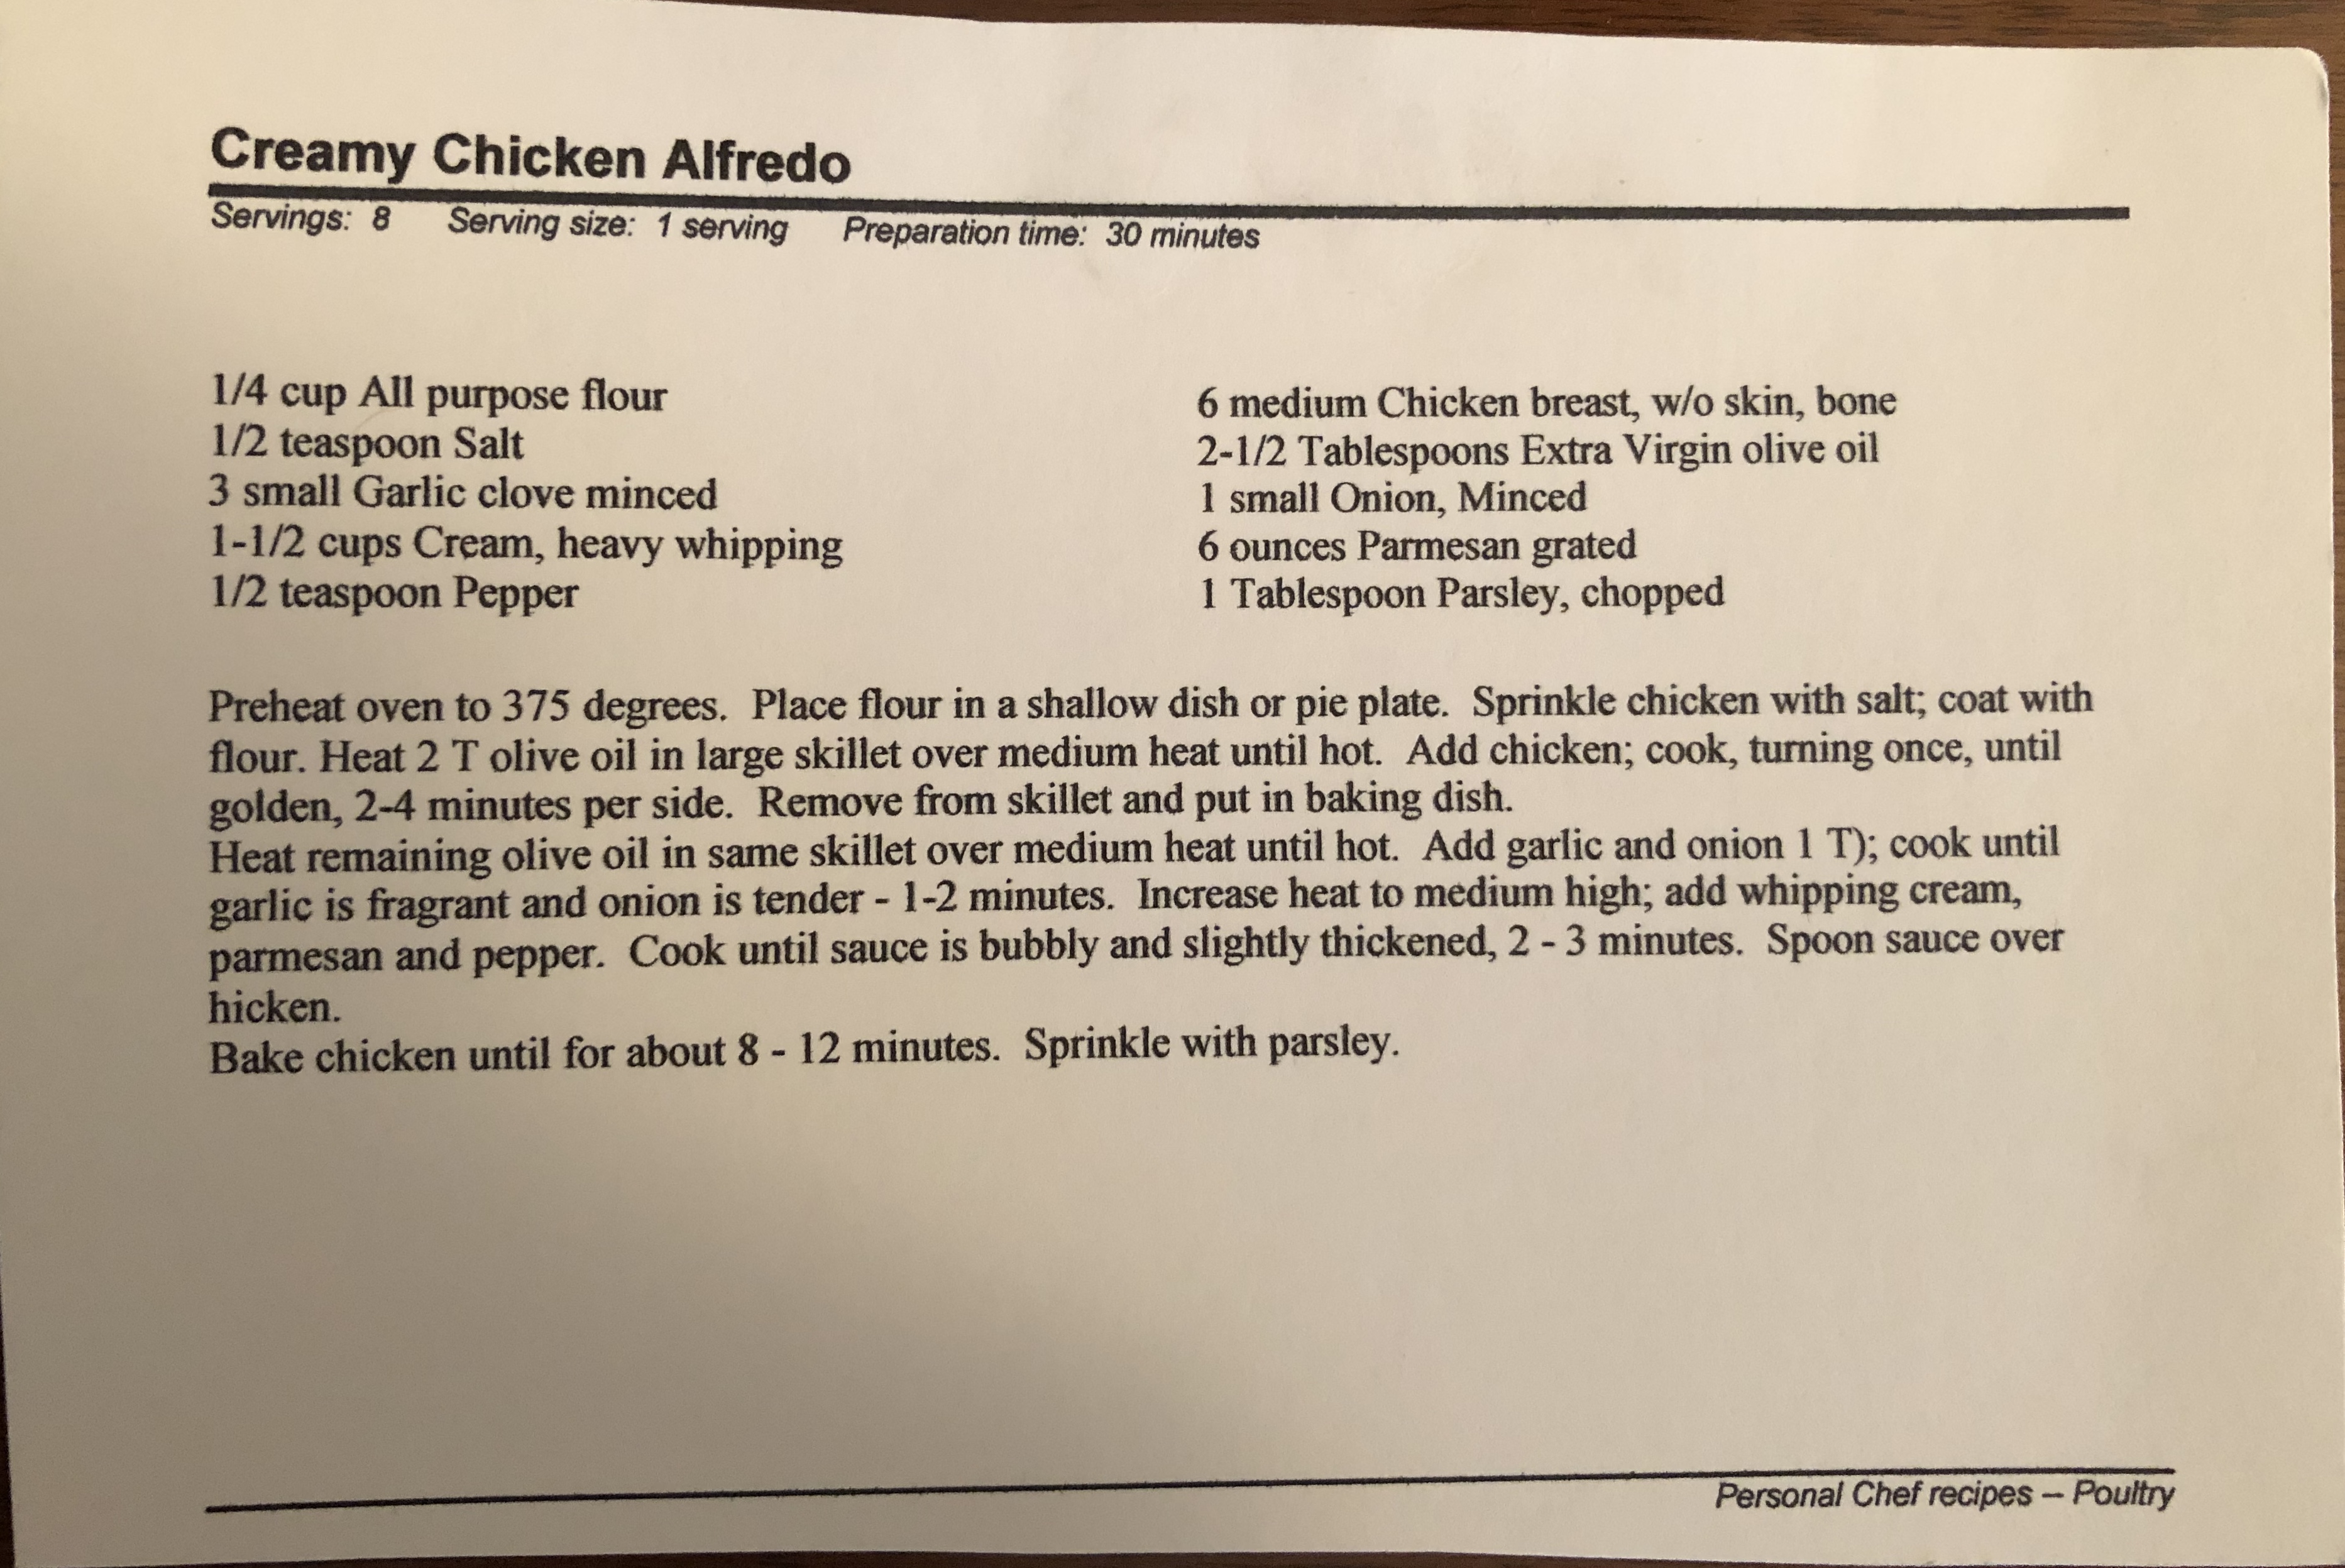 Creamy Chicken Alfredo
Servings: 8 Serving size: 1 serving Preparation time: 30 minutes
1/4 cup All purpose flour
1/2 teaspoon Salt
3 small Garlic clove minced
1-1/2 cups Cream, heavy whipping
1/2 teaspoon Pepper
6 medium Chicken breast, w/o skin, bone
2-1/2 Tablespoons Extra Virgin olive oil
1 small Onion, Minced
6 ounces Parmesan grated
1 Tablespoon Parsley, chopped
Preheat oven to 375 degrees. Place flour in a shallow dish or pie plate. Sprinkle chicken with salt; coat with
flour. Heat 2 T olive oil in large skillet over medium heat until hot. Add chicken; cook, turning once, until
golden, 2-4 minutes per side. Remove from skillet and put in baking dish.
Heat remaining olive oil in same skillet over medium heat until hot. Add garlic and onion 1 T); cook until
garlic is fragrant and onion is tender - 1-2 minutes. Increase heat to medium high; add whipping cream,
parmesan and pepper. Cook until sauce is bubbly and slightly thickened, 2 - 3 minutes. Spoon sauce over
hicken.
Bake chicken until for about 8 - 12 minutes. Sprinkle with parsley.
Personal Chef recipes – Poultry